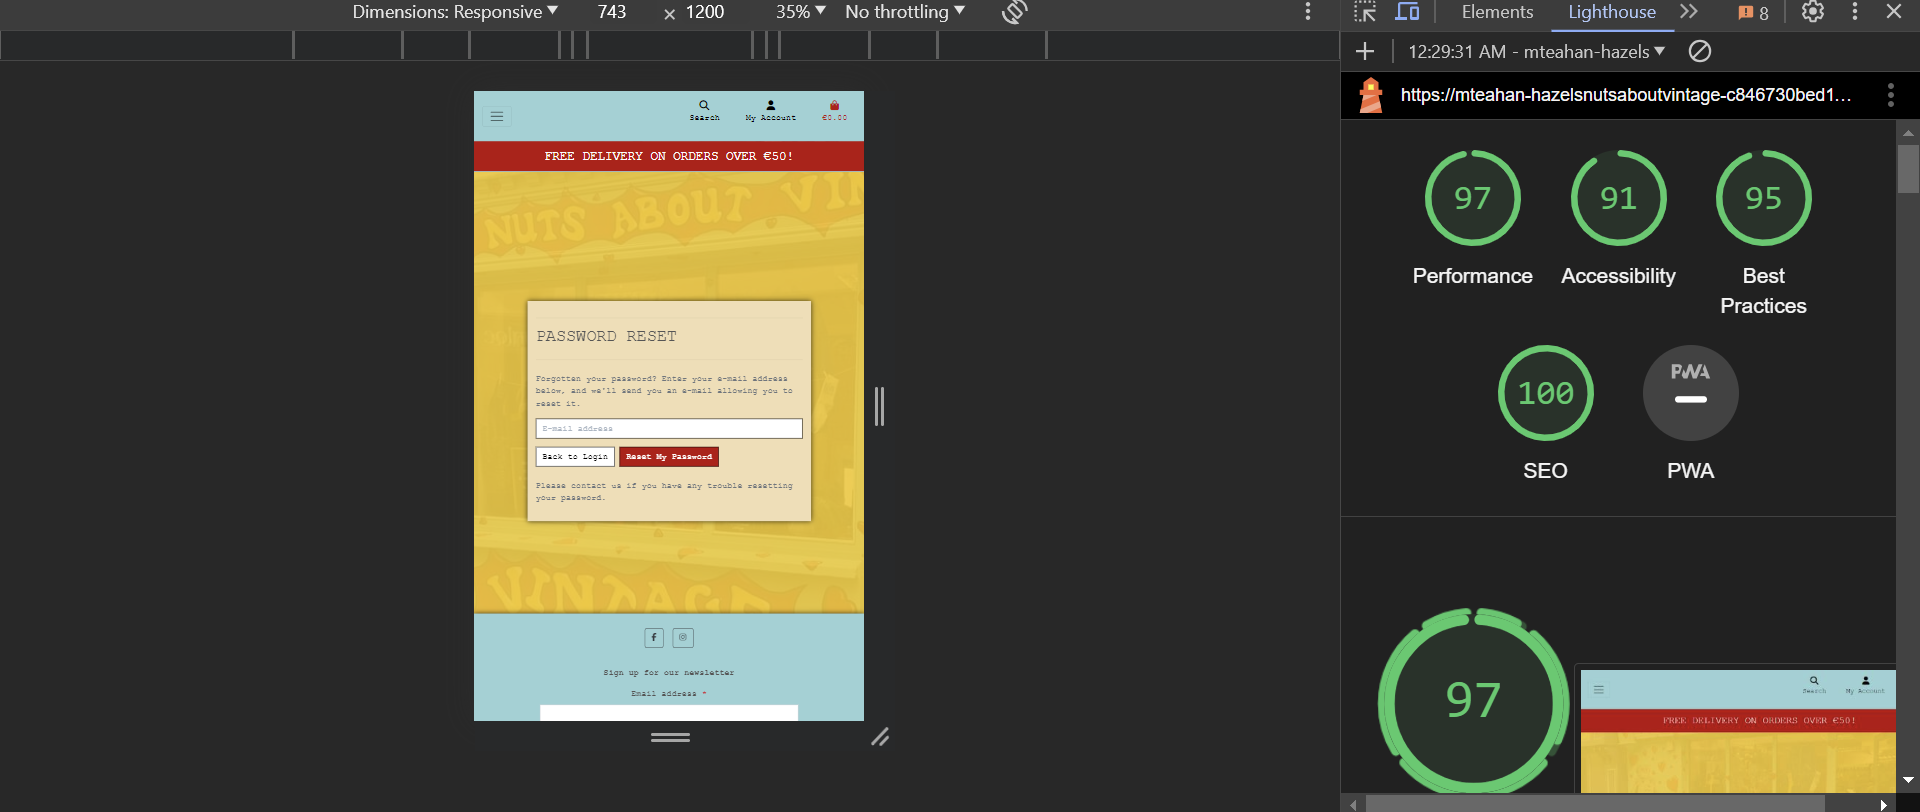 Dimensions: Responsive 743 × 1200 35% No throttling
Elements Lighthouse 8
12:29:31 AM - mteahan-hazels
https://mteahan-hazelsnutsaboutvintage-c846730bed1…
Search My Account €0.00
FREE DELIVERY ON ORDERS OVER €50!
NUTS ABOUT VIN
PASSWORD RESET
Forgotten your password? Enter your e-mail address
below, and we'll send you an e-mail allowing you to
reset it.
E-mail address
Back to Login Reset My Password
Please contact us if you have any trouble resetting
your password.
VINTAGE
Sign up for our newsletter
Email address *
97 91 95
Performance Accessibility Best
Practices
100 PWA
SEO PWA
97
Search My Account
FREE DELIVERY ON ORDERS OVER €50!